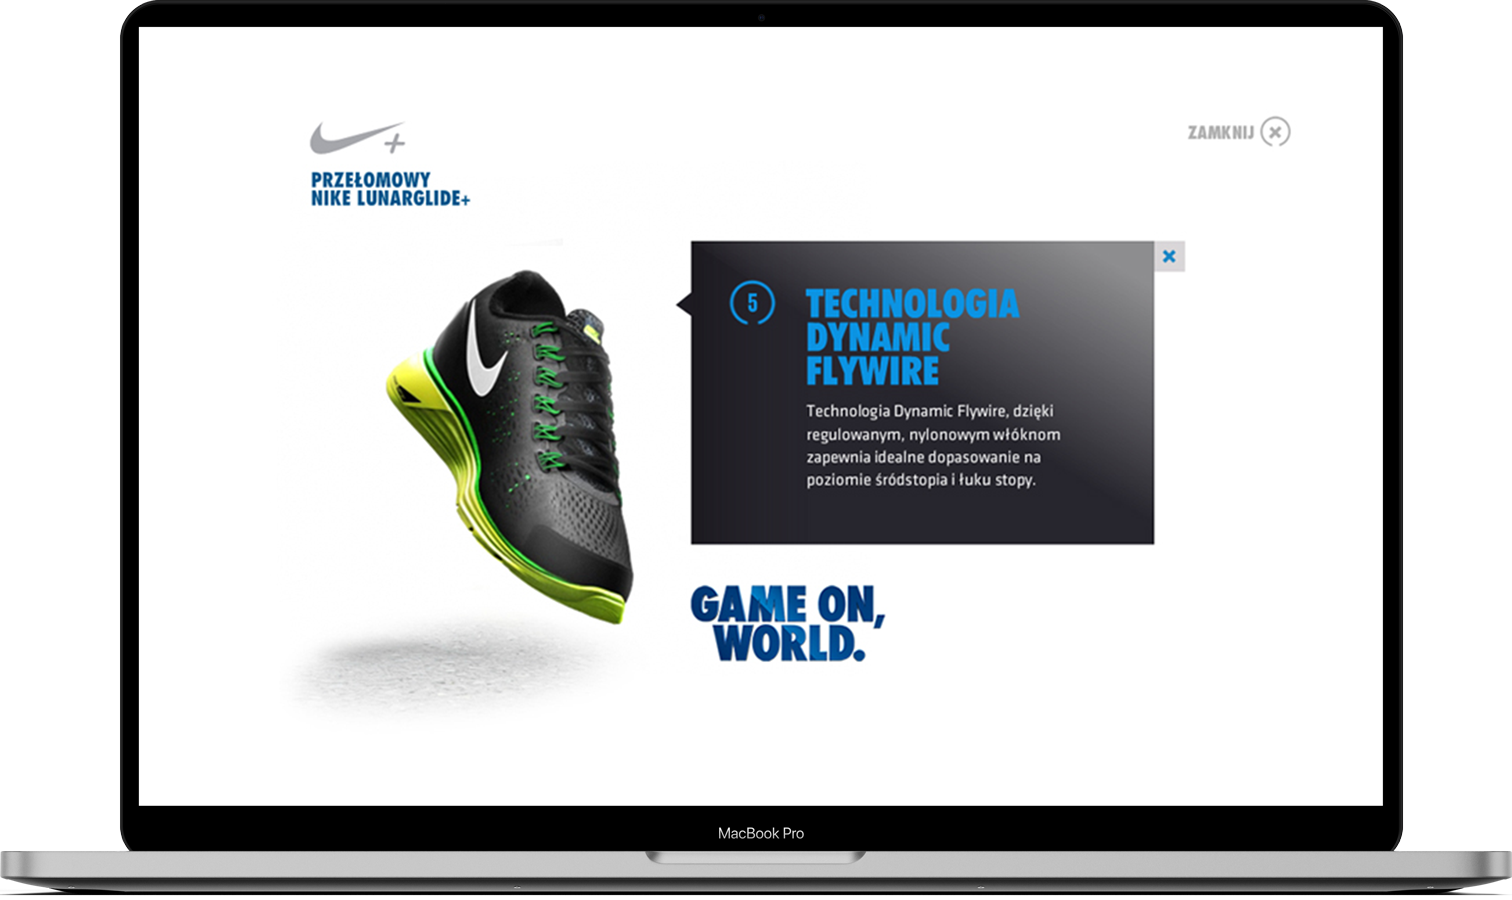 ZAMKNIJ
PRZEŁOMOWY
NIKE LUNARGLIDE+
5
TECHNOLOGIA
DYNAMIC
FLYWIRE
Technologia Dynamic Flywire, dzięki
regulowanym, nylonowym włóknom
zapewnia idealne dopasowanie na
poziomie śródstopia i łuku stopy.
GAME ON,
WORLD.
MacBook Pro